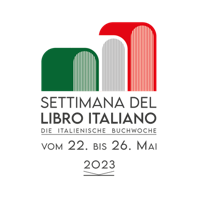 SETTIMANA DEL
LIBRO ITALIANO
DIE ITALIENISCHE BUCHWOCHE
VOM 22. BIS 26. MAI
2023